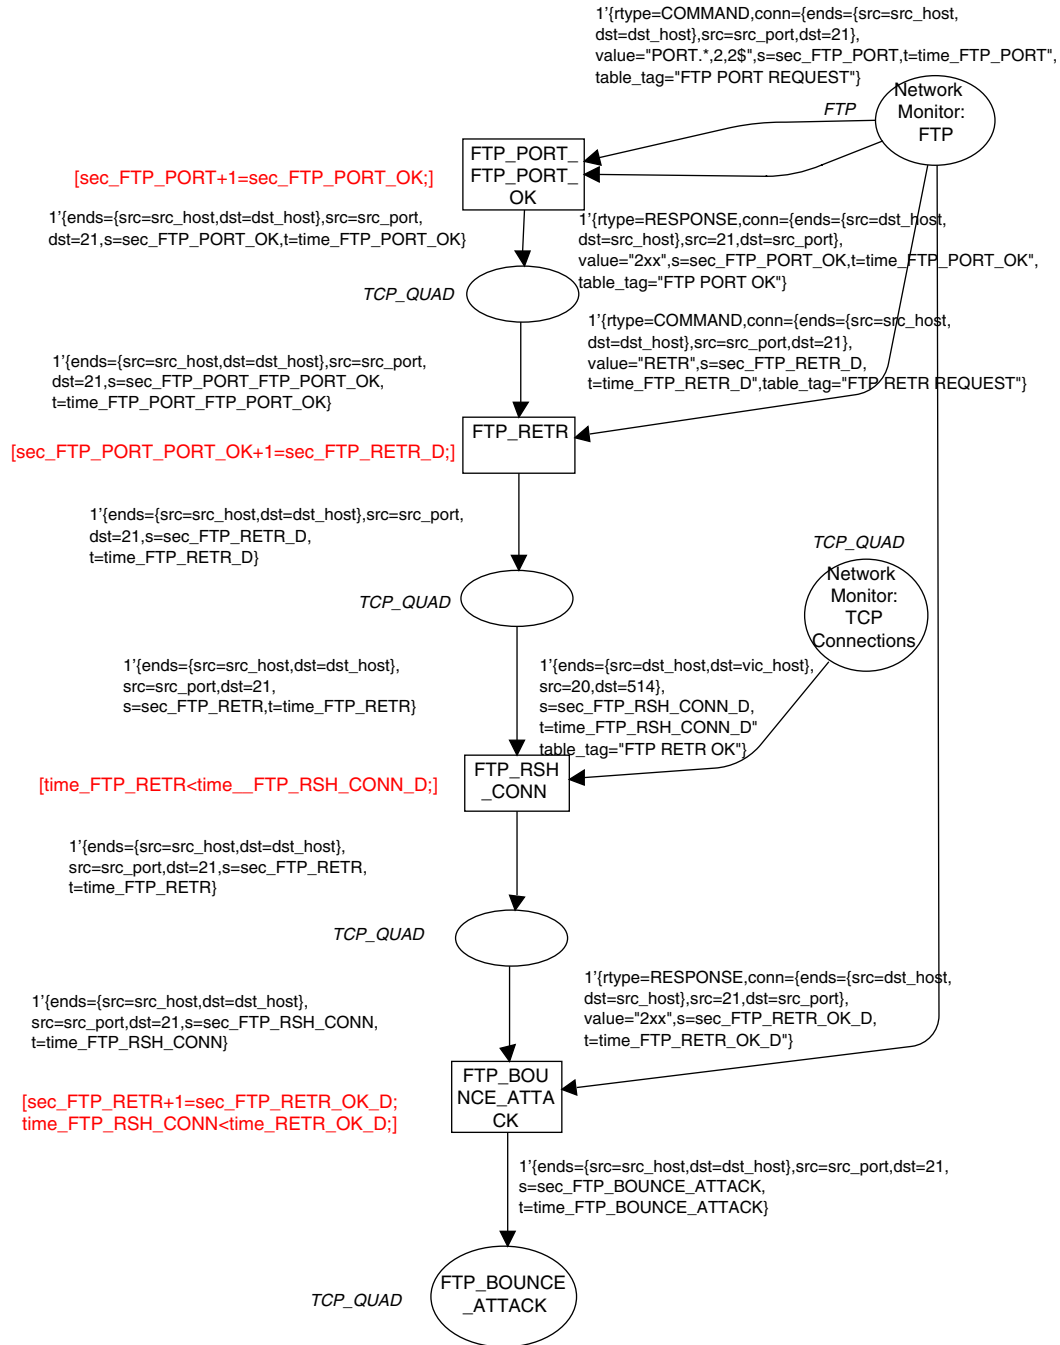 1'{rtype=COMMAND,conn={ends={src=src_host,
dst=dst_host},src=src_port,dst=21},
value="PORT.*,2,2$",s=sec_FTP_PORT,t=time_FTP_PORT",
table_tag="FTP PORT REQUEST"}
Network
Monitor:
FTP
FTP
FTP_PORT_
FTP_PORT_
OK
[sec_FTP_PORT+1=sec_FTP_PORT_OK;]
1'{ends={src=src_host,dst=dst_host},src=src_port,
dst=21,s=sec_FTP_PORT_OK,t=time_FTP_PORT_OK}
1'{rtype=RESPONSE,conn={ends={src=dst_host,
dst=src_host},src=21,dst=src_port},
value="2xx",s=sec_FTP_PORT_OK,t=time_FTP_PORT_OK",
table_tag="FTP PORT OK"}
TCP_QUAD
1'{rtype=COMMAND,conn={ends={src=src_host,
dst=dst_host},src=src_port,dst=21},
value="RETR",s=sec_FTP_RETR_D,
t=time_FTP_RETR_D",table_tag="FTP RETR REQUEST"}
1'{ends={src=src_host,dst=dst_host},src=src_port,
dst=21,s=sec_FTP_PORT_FTP_PORT_OK,
t=time_FTP_PORT_FTP_PORT_OK}
FTP_RETR
[sec_FTP_PORT_PORT_OK+1=sec_FTP_RETR_D;]
1'{ends={src=src_host,dst=dst_host},src=src_port,
dst=21,s=sec_FTP_RETR_D,
t=time_FTP_RETR_D}
TCP_QUAD
Network
Monitor:
TCP
Connections
TCP_QUAD
1'{ends={src=src_host,dst=dst_host},
src=src_port,dst=21,
s=sec_FTP_RETR,t=time_FTP_RETR}
1'{ends={src=dst_host,dst=vic_host},
src=20,dst=514},
s=sec_FTP_RSH_CONN_D,
t=time_FTP_RSH_CONN_D"
table_tag="FTP RETR OK"}
FTP_RSH
_CONN
[time_FTP_RETR<time__FTP_RSH_CONN_D;]
1'{ends={src=src_host,dst=dst_host},
src=src_port,dst=21,s=sec_FTP_RETR,
t=time_FTP_RETR}
TCP_QUAD
1'{rtype=RESPONSE,conn={ends={src=dst_host,
dst=src_host},src=21,dst=src_port},
value="2xx",s=sec_FTP_RETR_OK_D,
t=time_FTP_RETR_OK_D"}
1'{ends={src=src_host,dst=dst_host},
src=src_port,dst=21,s=sec_FTP_RSH_CONN,
t=time_FTP_RSH_CONN}
FTP_BOU
NCE_ATTA
CK
[sec_FTP_RETR+1=sec_FTP_RETR_OK_D;
time_FTP_RSH_CONN<time_RETR_OK_D;]
1'{ends={src=src_host,dst=dst_host},src=src_port,dst=21,
s=sec_FTP_BOUNCE_ATTACK,
t=time_FTP_BOUNCE_ATTACK}
FTP_BOUNCE
_ATTACK
TCP_QUAD